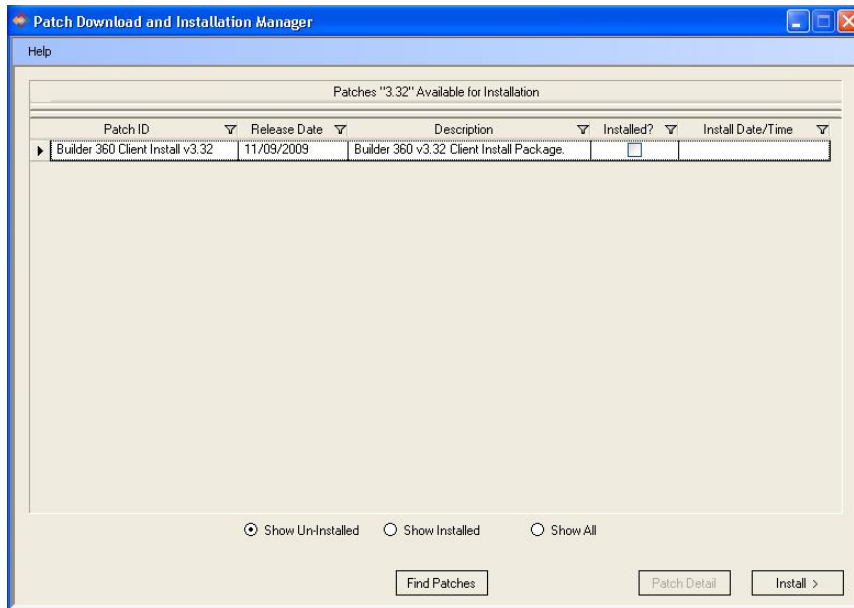 Patch Download and Installation Manager
Help
Patches "3.32" Available for Installation
Patch ID Release Date Description Installed? Install Date/Time
Builder 360 Client Install v3.32 11/09/2009 Builder 360 v3.32 Client Install Package.
Show Un-Installed Show Installed Show All
Find Patches Patch Detail Install >